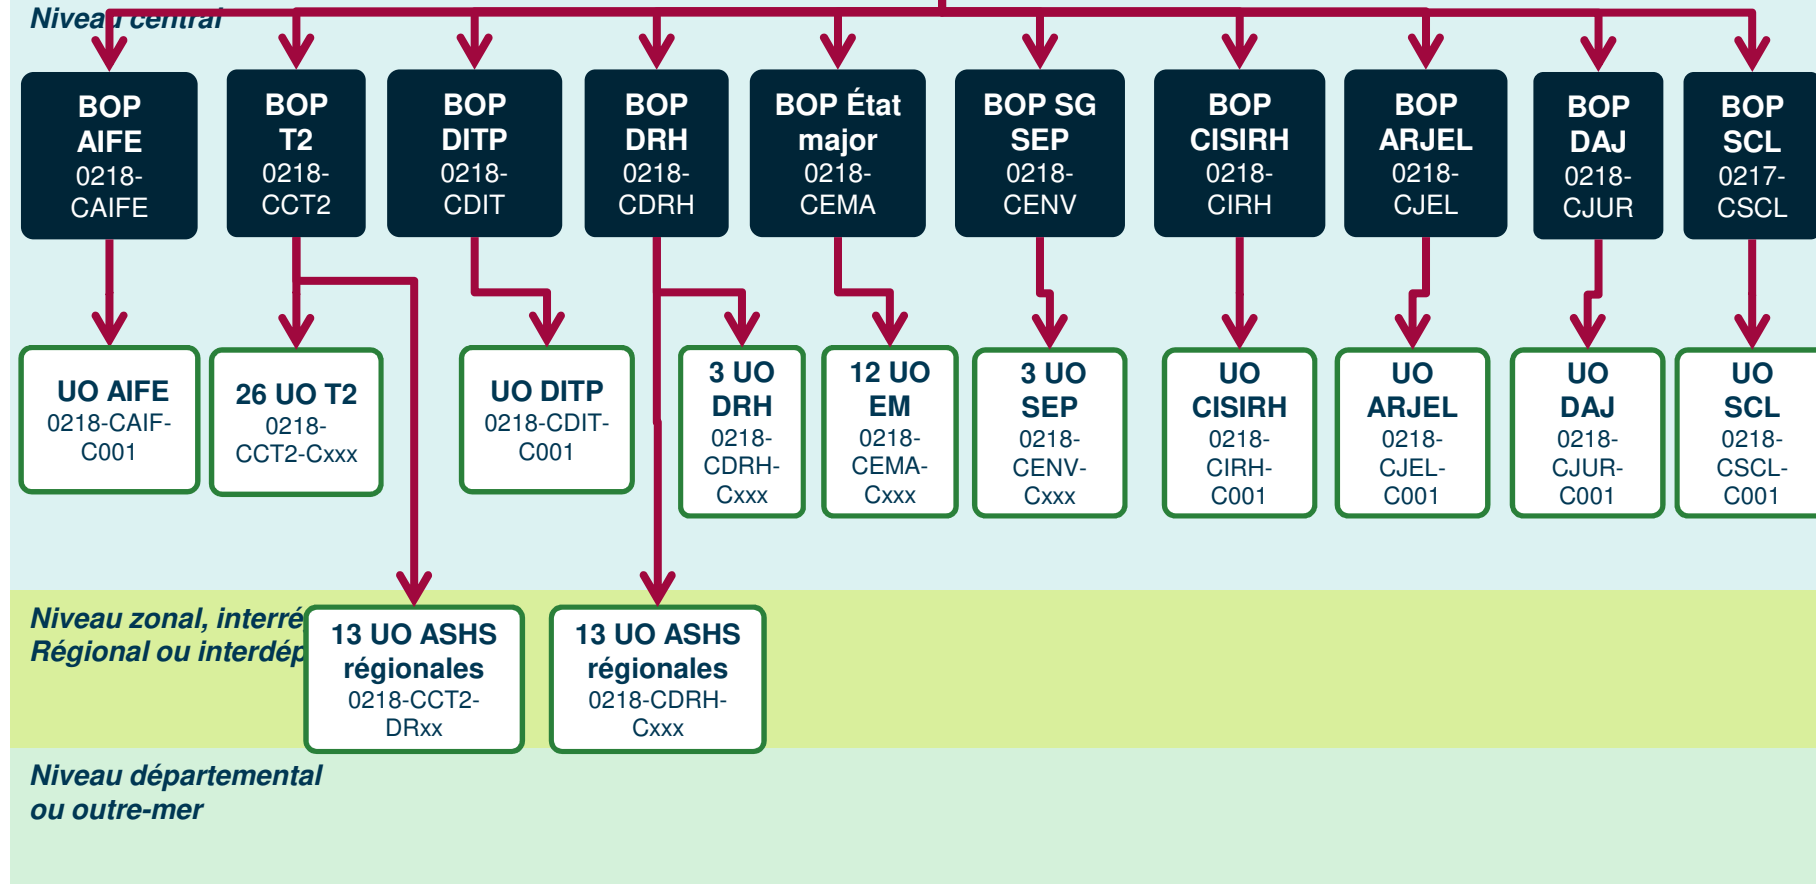 Niveau central
BOP
AIFE
0218-
CAIFE
BOP
T2
0218-
CCT2
BOP
DITP
0218-
CDIT
BOP
DRH
0218-
CDRH
BOP État
major
0218-
CEMA
BOP SG
SEP
0218-
CENV
BOP
CISIRH
0218-
CIRH
BOP
ARJEL
0218-
CJEL
BOP
DAJ
0218-
CJUR
BOP
SCL
0217-
CSCL
UO AIFE
0218-CAIF-
C001
26 UO T2
0218-
CCT2-Cxxx
UO DITP
0218-CDIT-
C001
3 UO
DRH
0218-
CDRH-
Cxxx
12 UO
EM
0218-
CEMA-
Cxxx
3 UO
SEP
0218-
CENV-
Cxxx
UO
CISIRH
0218-
CIRH-
C001
UO
ARJEL
0218-
CJEL-
C001
UO
DAJ
0218-
CJUR-
C001
UO
SCL
0218-
CSCL-
C001
Niveau zonal, interré
Régional ou interdép
13 UO ASHS
régionales
0218-CCT2-
DRxx
13 UO ASHS
régionales
0218-CDRH-
Cxxx
Niveau départemental
ou outre-mer